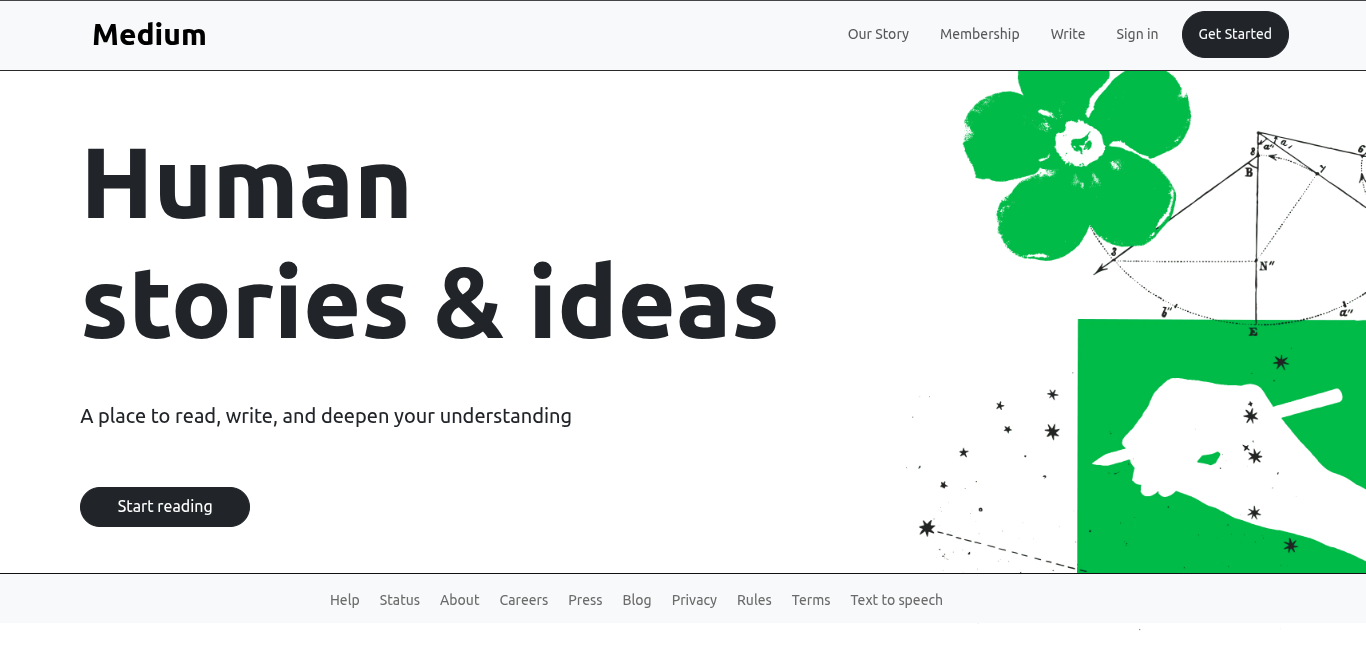 Medium
Our Story Membership Write Sign in Get Started
Human
stories & ideas
A place to read, write, and deepen your understanding
Start reading
B
N"
b"
a"
E
Help Status About Careers Press Blog Privacy Rules Terms Text to speech